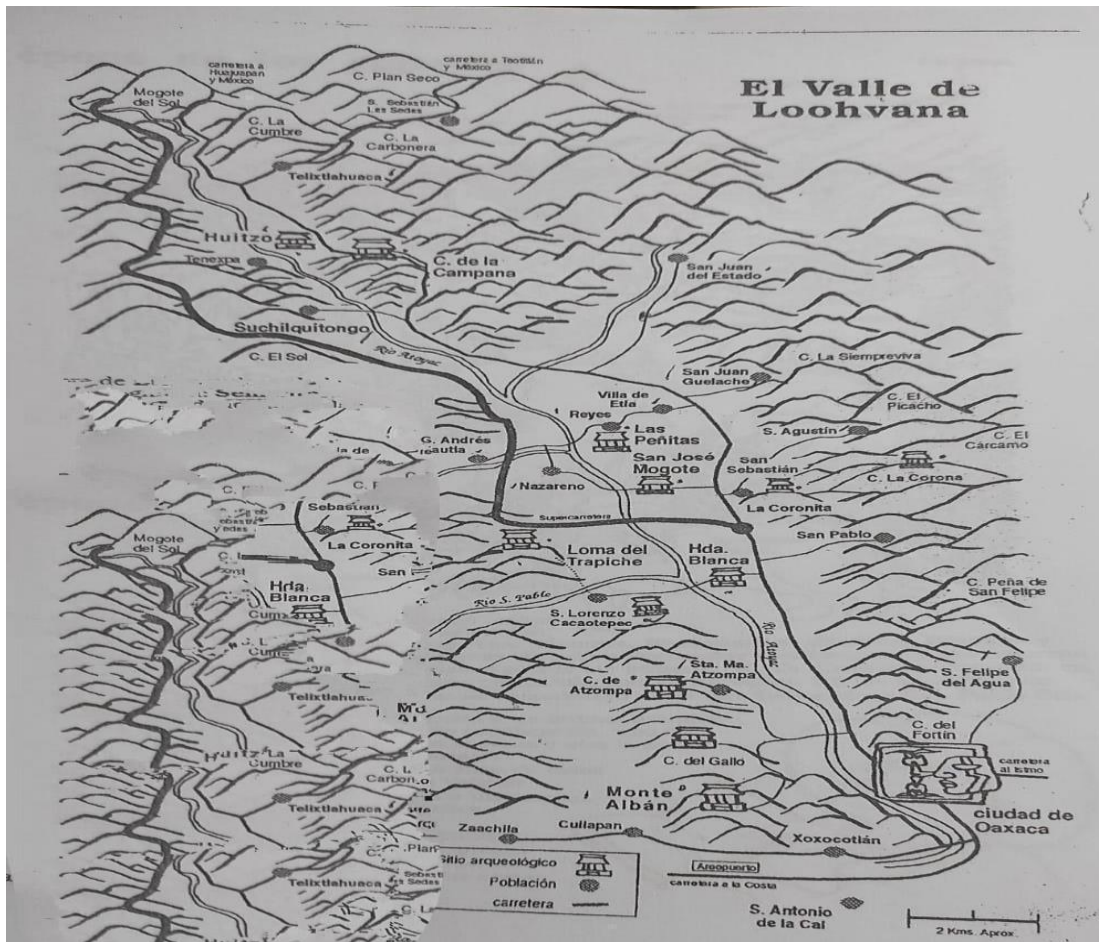 El Valle de
Loohvana
carretera a
Huajuapan
y México
carretera a Teotitlán
y México
C. Plan Seco
Mogote
del Sol
S. Sebastián
Las Sedas
C. La
Cumbre
C. La
Carbonera
Telixtlahuaca
Huitzo
Tenexpa
C. de la
Campana
San Juan
del Estado
Suchilquitongo
C. El Sol
Río Atoyac
C. La Siempreviva
San Juan
Guelache
Villa de
Etla
Reyes
C. El
Picacho
Las
Peñitas
S. Agustín
C. El
Cárcamo
San José
Mogote
San
Sebastián
C. La Corona
Nazareno
La Coronita
Supercarretera
San Pablo
Loma del
Trapiche
Hda.
Blanca
C. Peña de
San Felipe
Río S. Pablo
S. Lorenzo
Cacaotepec
Río Atoyac
Sta. Ma.
Atzompa
C. de
Atzompa
S. Felipe
del Agua
C. del
Fortín
C. del Gallo
carretera
al Istmo
Monte
Albán
ciudad de
Oaxaca
Zaachila
Cuilapan
Xoxocotlán
Aeropuerto
carretera a la Costa
S. Antonio
de la Cal
2 Kms. Aprox.
G. Andrés
Sebastián
La Coronita
Mogote
del Sol
Hda.
Blanca
Telixtlahuac
La
Cumbre
Telixtlahuaca
Plan
Telixtlahuaca
Sitio arqueológico
Población
carretera